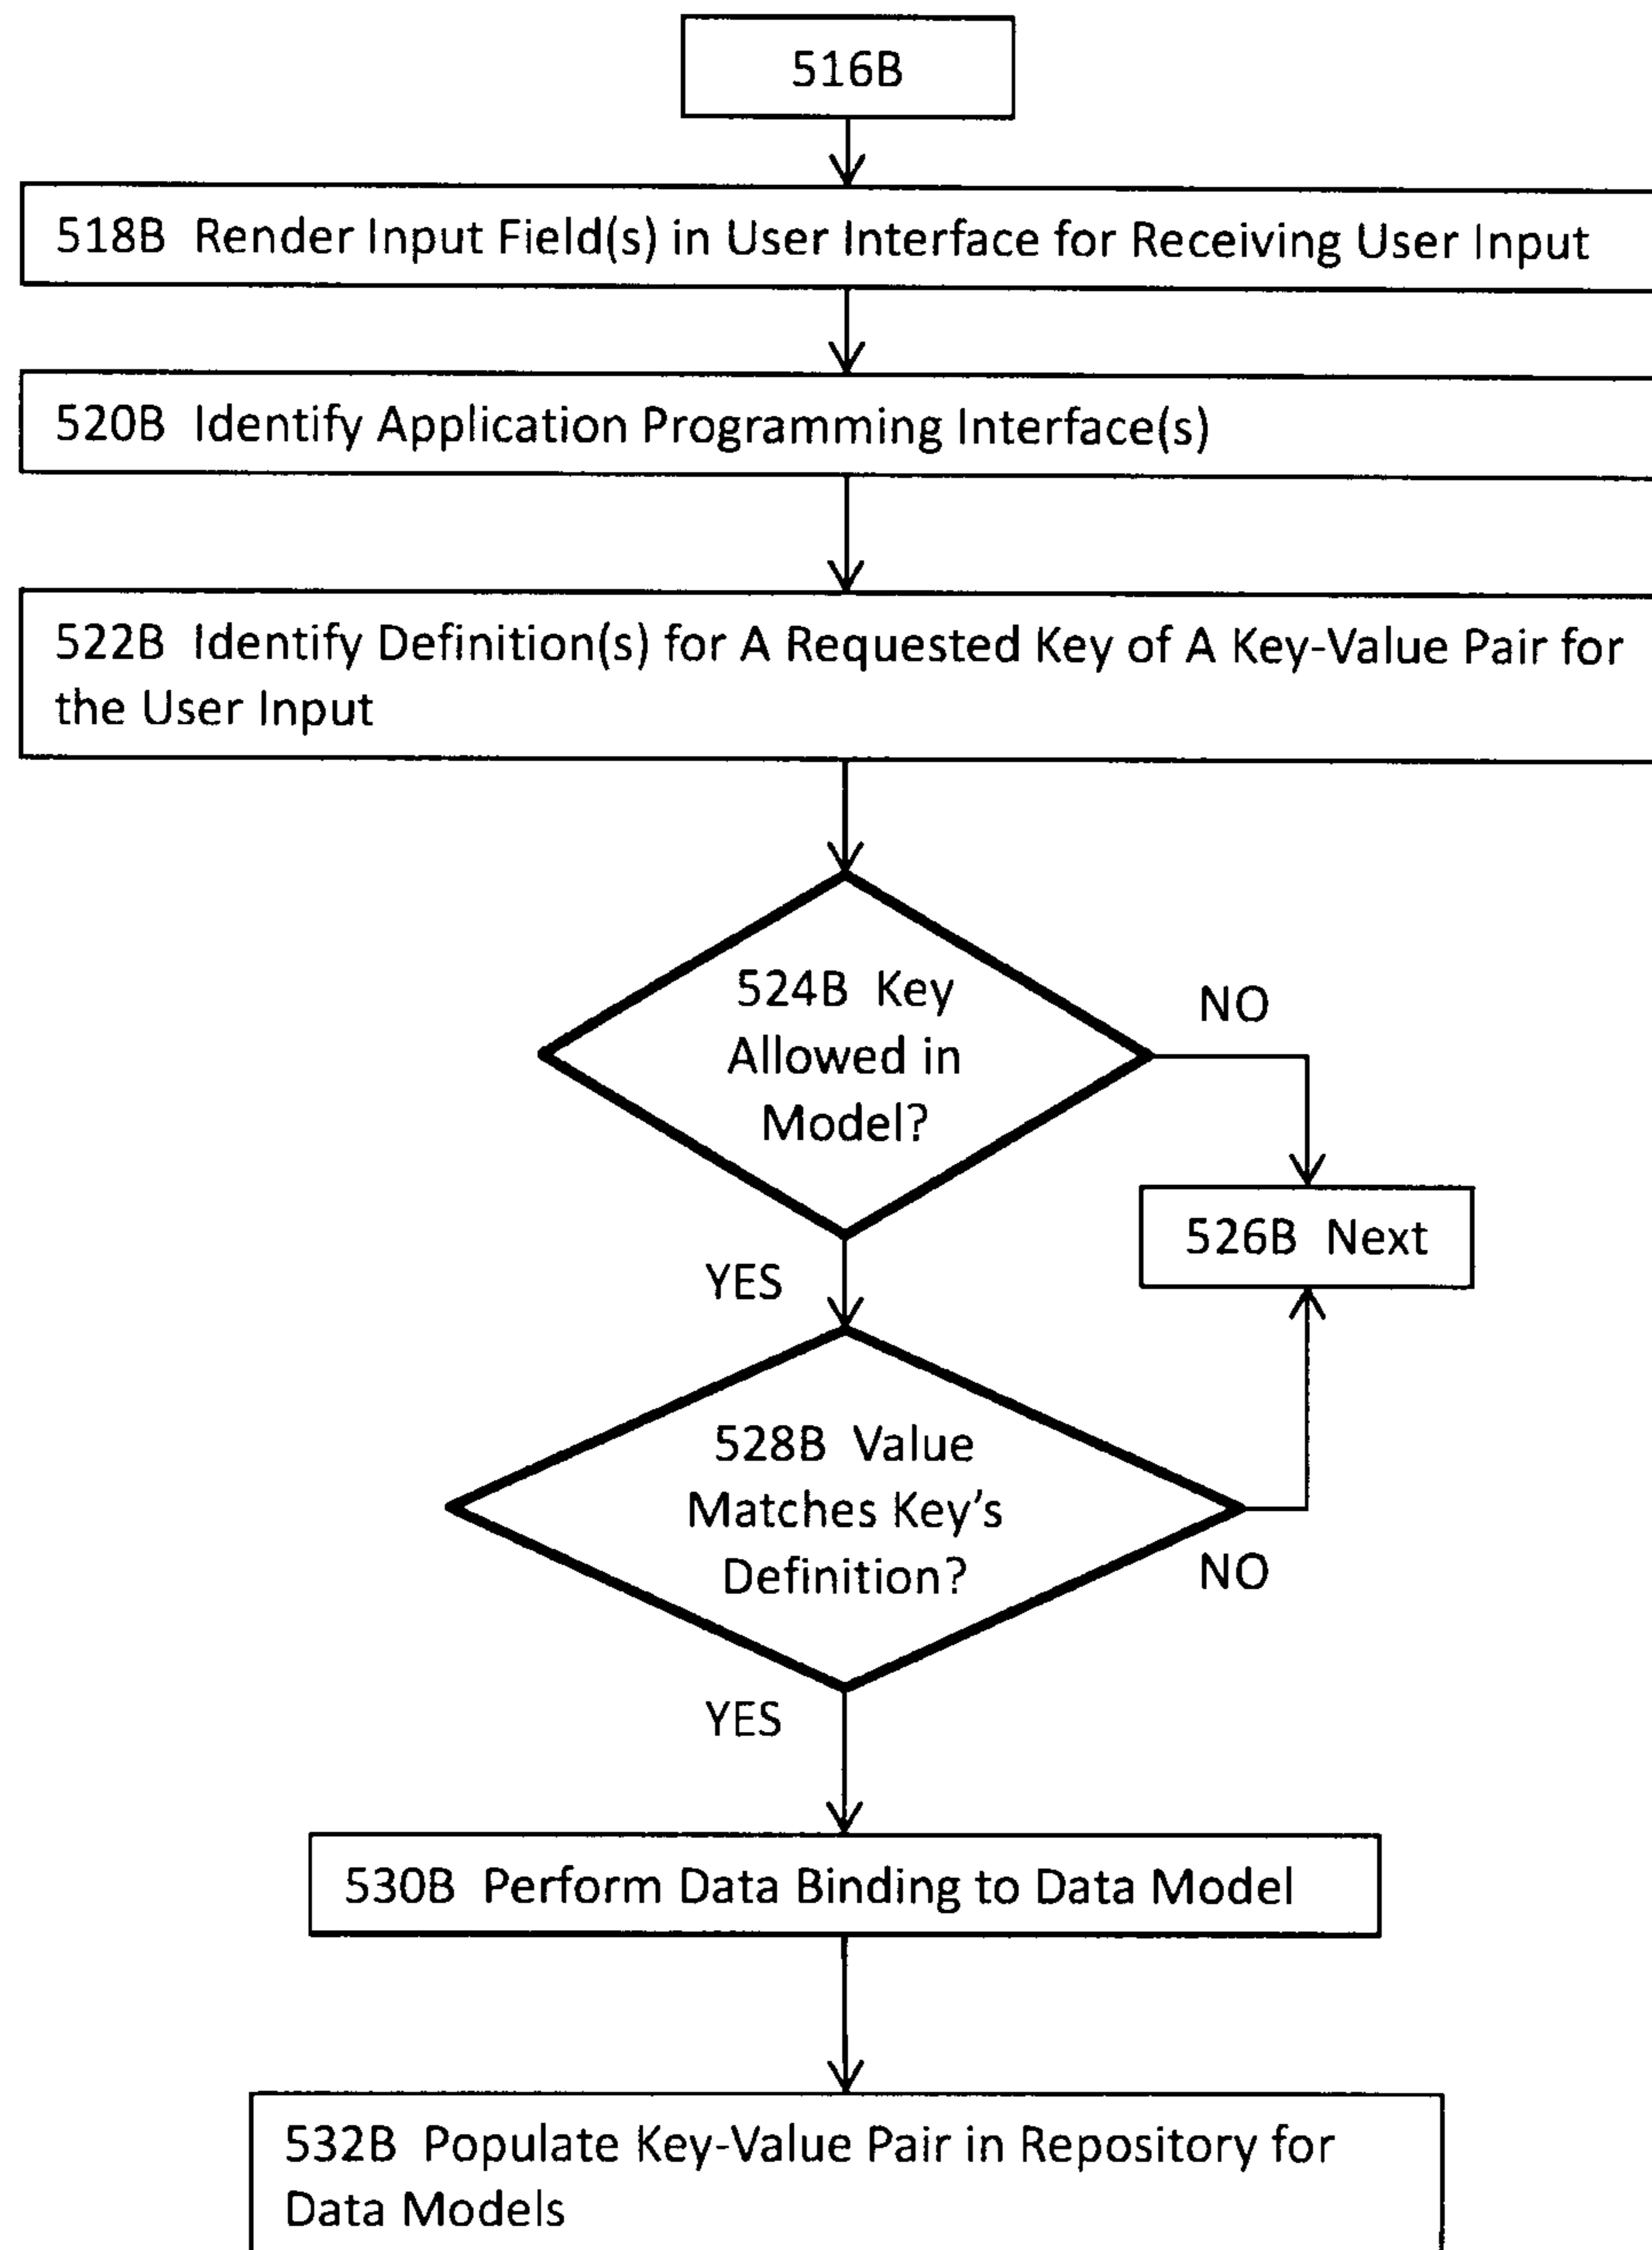 516B
518B Render Input Field(s) in User Interface for Receiving User Input
520B Identify Application Programming Interface(s)
522B Identify Definition(s) for A Requested Key of A Key-Value Pair for
the User Input
524B Key
Allowed in
Model?
NO
526B Next
YES
528B Value
Matches Key's
Definition?
NO
YES
530B Perform Data Binding to Data Model
532B Populate Key-Value Pair in Repository for
Data Models